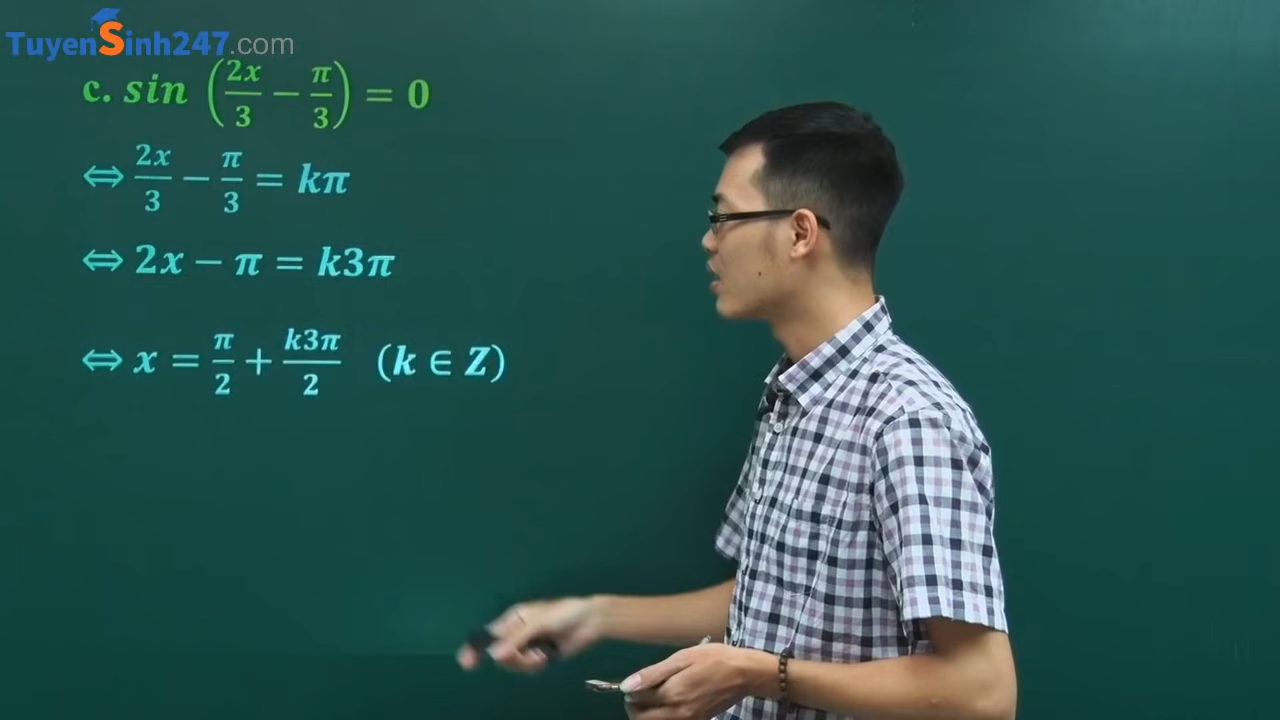 TuyenSinh247.com
c. sin (2x/3 − π/3) = 0
⇔ 2x/3 − π/3 = kπ
⇔ 2x − π = k3π
⇔ x = π/2 + k3π/2 (k ∈ Z)